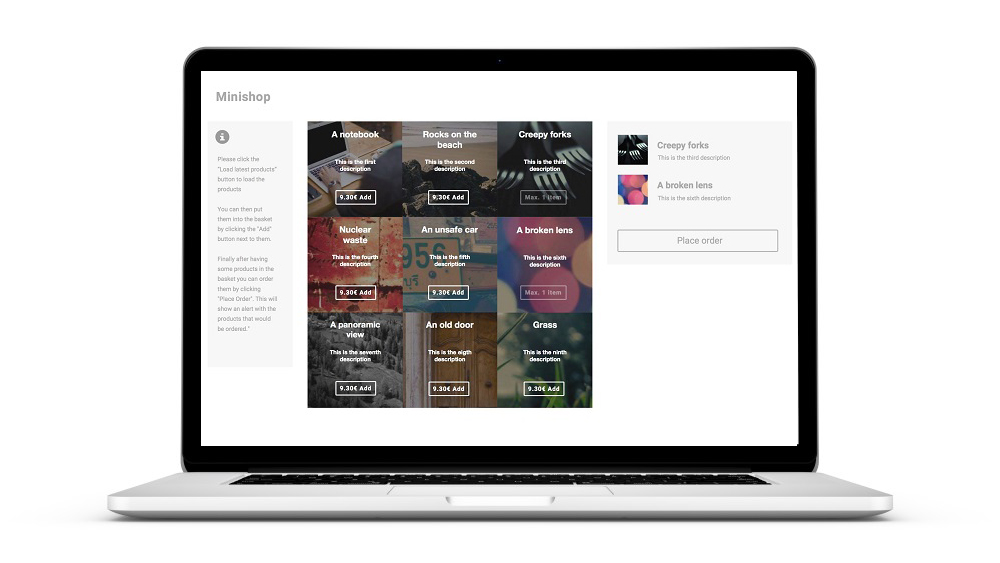 Minishop
Please click the
"Load latest products"
button to load the
products
You can then put
them into the basket
by clicking the "Add"
button next to them.
Finally after having
some products in the
basket you can order
them by clicking
"Place Order". This will
show an alert with the
products that would
be ordered."
A notebook
This is the first
description
9.30€ Add
Rocks on the
beach
This is the second
description
9.30€ Add
Creepy forks
This is the third
description
Max. 1 item
Nuclear
waste
This is the fourth
description
9.30€ Add
An unsafe car
This is the fifth
description
9.30€ Add
956
A broken lens
This is the sixth
description
Max. 1 item
A panoramic
view
This is the seventh
description
9.30€ Add
An old door
This is the eigth
description
9.30€ Add
Grass
This is the ninth
description
9.30€ Add
Creepy forks
This is the third description
A broken lens
This is the sixth description
Place order